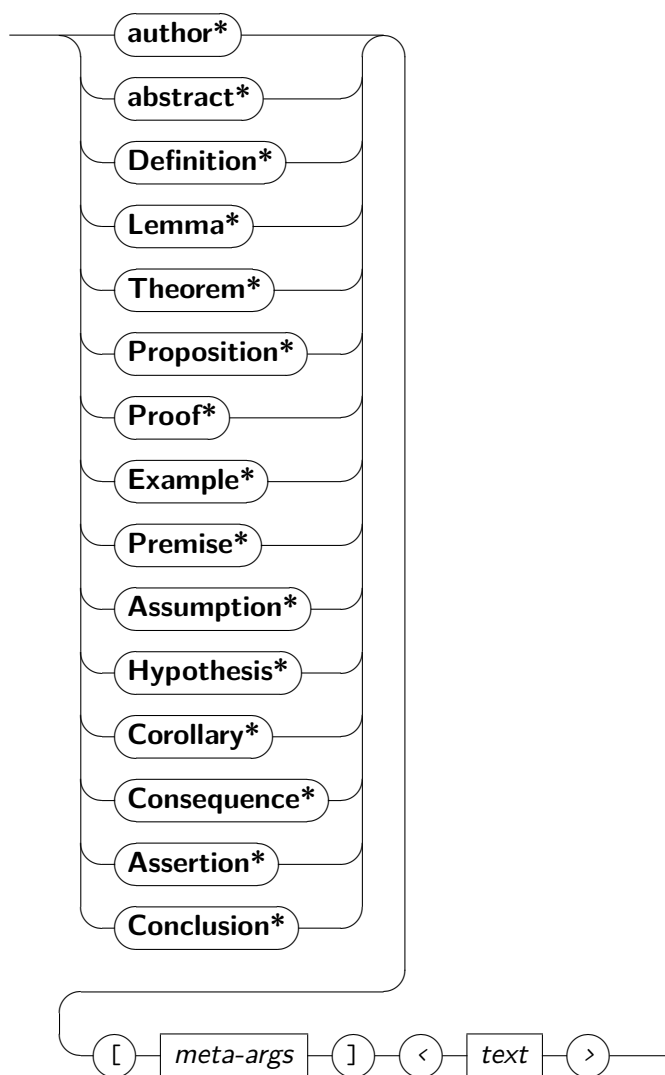 author*
abstract*
Definition*
Lemma*
Theorem*
Proposition*
Proof*
Example*
Premise*
Assumption*
Hypothesis*
Corollary*
Consequence*
Assertion*
Conclusion*
[ meta-args ] < text >